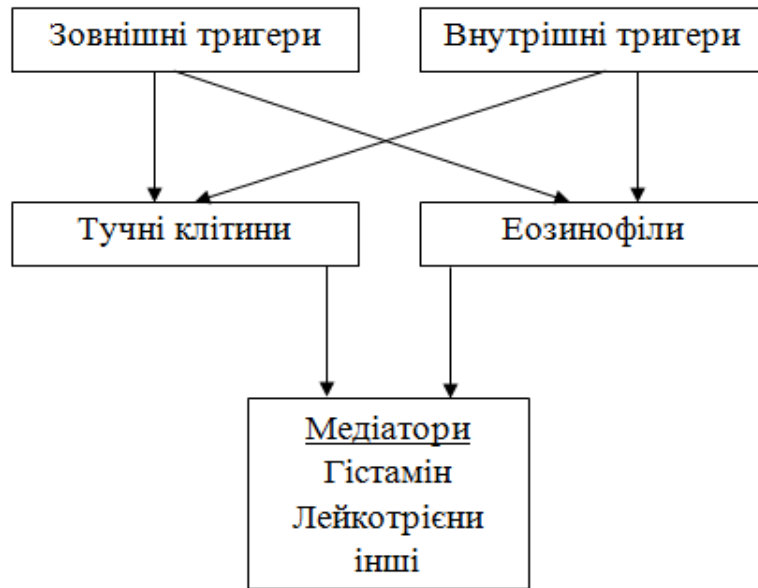 Зовнішні тригери
Внутрішні тригери
Тучні клітини
Еозинофіли
Медіатори
Гістамін
Лейкотрієни
інші